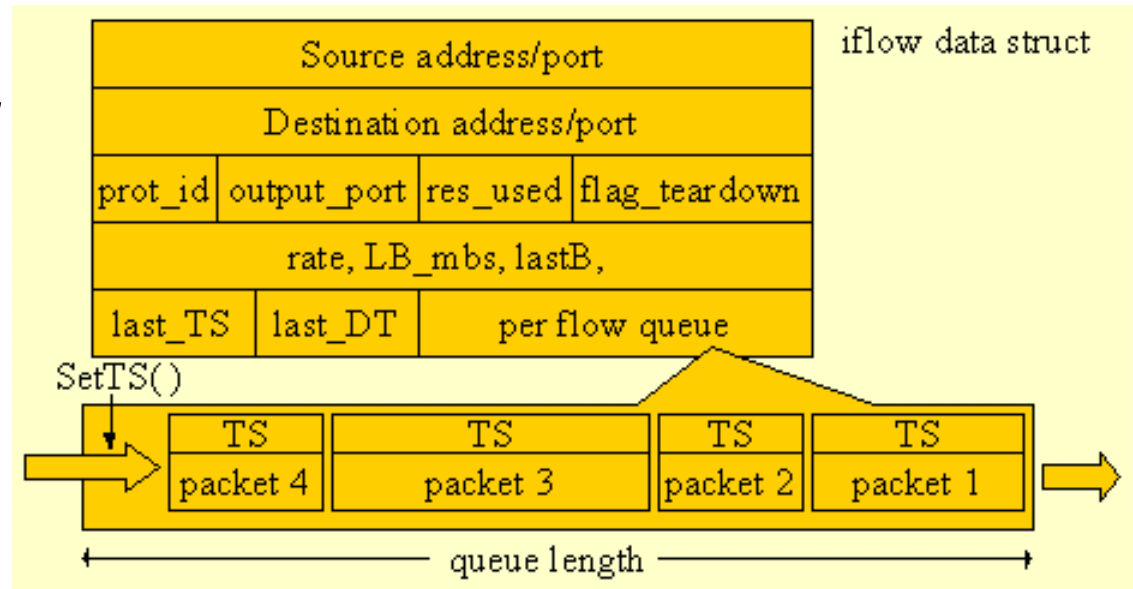 iflow data struct
Source address/port
Destination address/port
prot_id output_port res_used flag_teardown
rate, LB_mbs, lastB,
last_TS last_DT per flow queue
SetTS()
TS TS TS TS
packet 4 packet 3 packet 2 packet 1
queue length